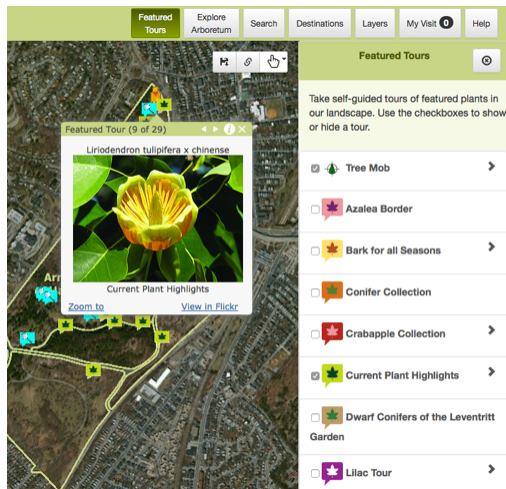 Featured
Tours
Explore
Arboretum
Search
Destinations
Layers
My Visit 0
Help
Featured Tours
Take self-guided tours of featured plants in
our landscape. Use the checkboxes to show
or hide a tour.
Tree Mob
Azalea Border
Bark for all Seasons
Conifer Collection
Crabapple Collection
Current Plant Highlights
Dwarf Conifers of the Leventritt
Garden
Lilac Tour
Featured Tour (9 of 29)
Liriodendron tulipifera x chinense
Current Plant Highlights
Zoom to
View in Flickr